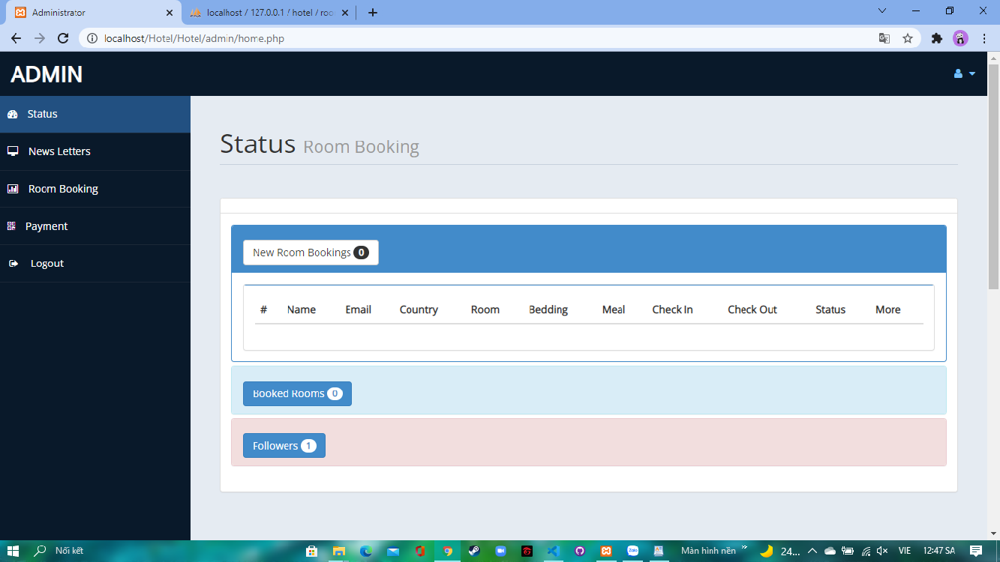 Administrator
localhost / 127.0.0.1 / hotel / roo
localhost/Hotel/Hotel/admin/home.php
ADMIN
Status
News Letters
Room Booking
Payment
Logout
Status Room Booking
New Room Bookings 0
# Name Email Country Room Bedding Meal Check In Check Out Status More
Booked Rooms 0
Followers 1
Nối kết
Zalo
Màn hình nền
24...
VIE
12:47 SA